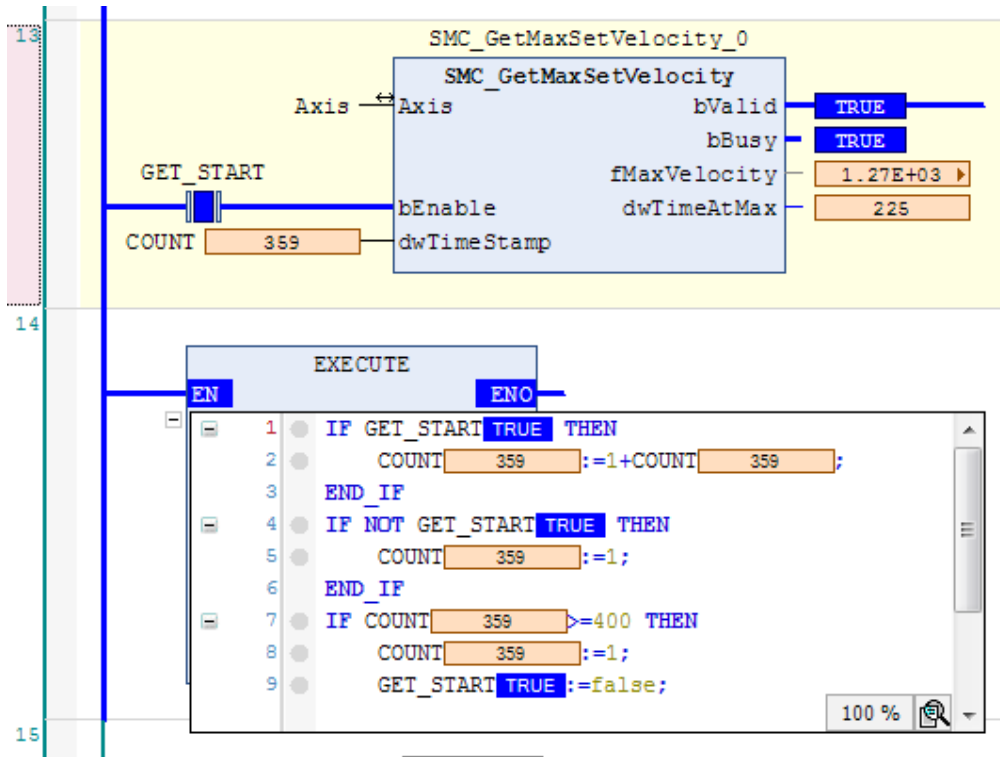 13
SMC_GetMaxSetVelocity_0
SMC_GetMaxSetVelocity
Axis Axis bValid TRUE
bBusy TRUE
GET_START fMaxVelocity 1.27E+03
bEnable dwTimeAtMax 225
COUNT 359 dwTimeStamp
14
EXECUTE
EN ENO
1 IF GET_START TRUE THEN
2 COUNT 359 :=1+COUNT 359 ;
3 END_IF
4 IF NOT GET_START TRUE THEN
5 COUNT 359 :=1;
6 END_IF
7 IF COUNT 359 >=400 THEN
8 COUNT 359 :=1;
9 GET_START TRUE :=false;
100 %
15